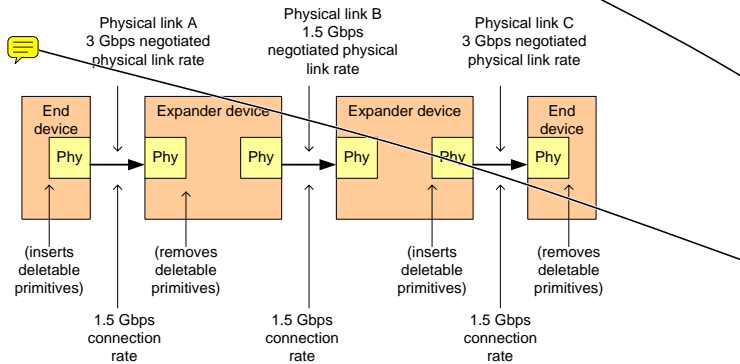 Physical link A
3 Gbps negotiated
physical link rate
Physical link B
1.5 Gbps
negotiated physical
link rate
Physical link C
3 Gbps negotiated
physical link rate
End
device
Phy
Expander device
Phy
Phy
Expander device
Phy
Phy
End
device
Phy
(inserts
deletable
primitives)
(removes
deletable
primitives)
(inserts
deletable
primitives)
(removes
deletable
primitives)
1.5 Gbps
connection
rate
1.5 Gbps
connection
rate
1.5 Gbps
connection
rate